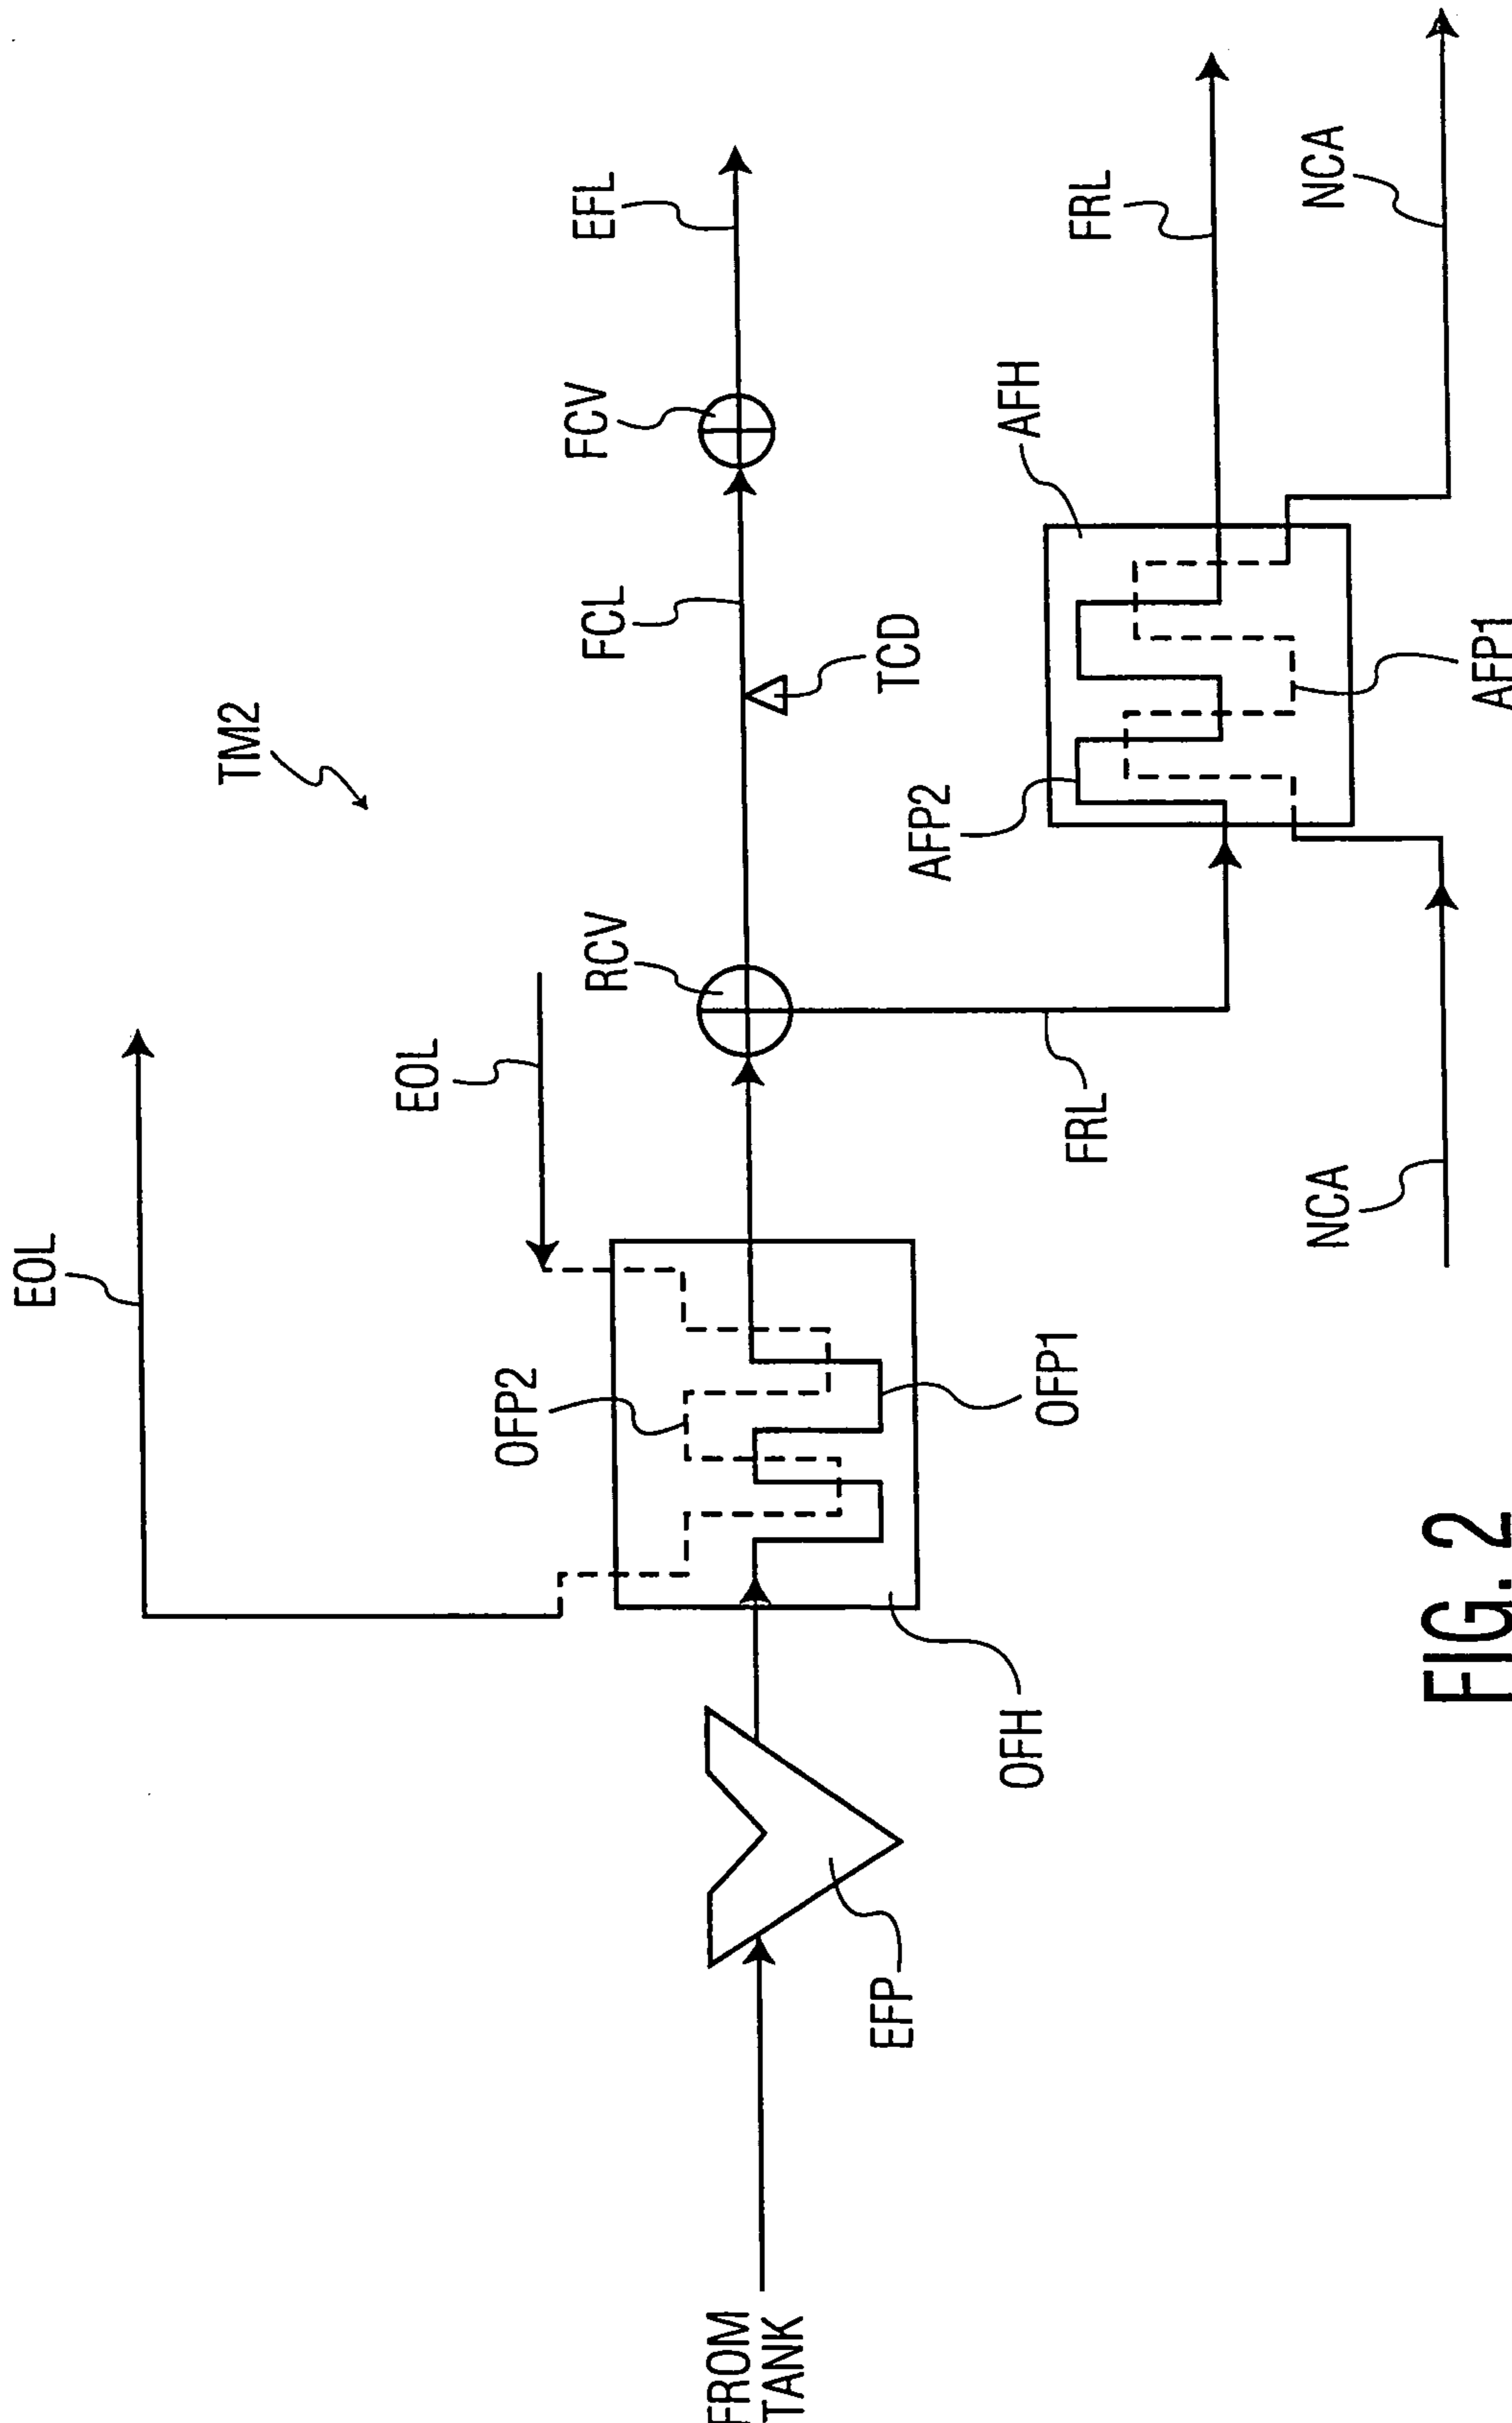 EOL
TM2
EOL
OFP2
RCV
FCL
FCV
EFL
TCD
FROM
TANK
EFP
OFH
OFP1
FRL
AFP2
AFH
FRL
NCA
NCA
AFP1
FIG. 2